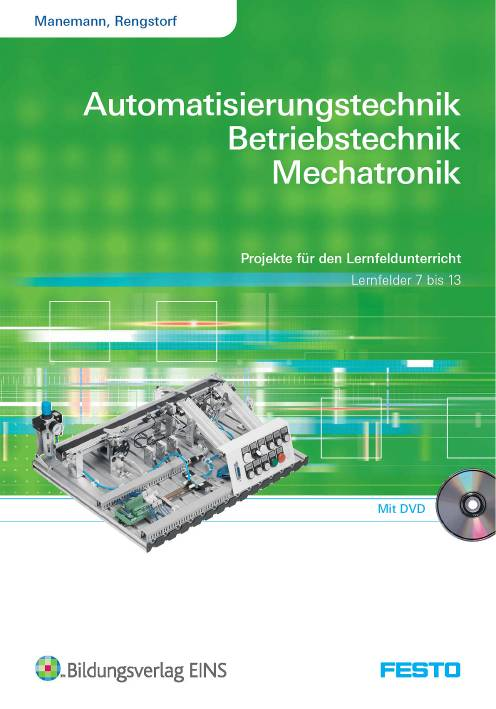 Manemann, Rengstorf
Automatisierungstechnik
Betriebstechnik
Mechatronik
Projekte für den Lernfeldunterricht
Lernfelder 7 bis 13
Mit DVD
Bildungsverlag EINS
FESTO